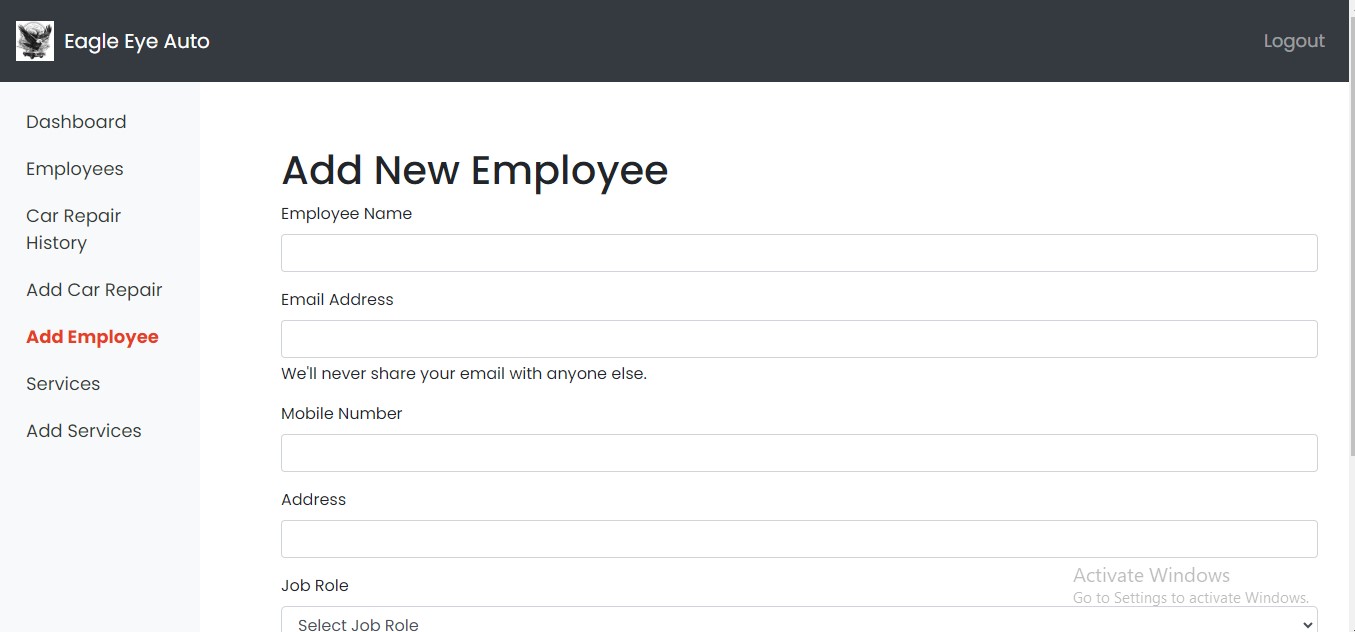 Eagle Eye Auto
Logout
Dashboard
Employees
Car Repair
History
Add Car Repair
Add Employee
Services
Add Services
Add New Employee
Employee Name
Email Address
We'll never share your email with anyone else.
Mobile Number
Address
Job Role
Select Job Role
Activate Windows
Go to Settings to activate Windows.